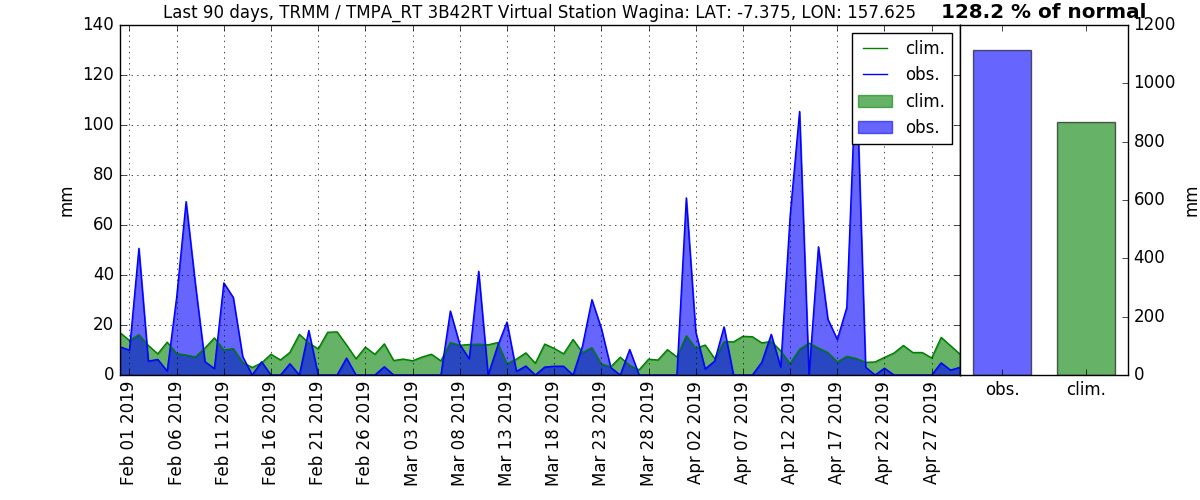 Last 90 days, TRMM / TMPA_RT 3B42RT Virtual Station Wagina: LAT: -7.375, LON: 157.625
128.2 % of normal
140
120
100
80
60
40
20
0
mm
clim.
obs.
clim.
obs.
Feb 01 2019
Feb 06 2019
Feb 11 2019
Feb 16 2019
Feb 21 2019
Feb 26 2019
Mar 03 2019
Mar 08 2019
Mar 13 2019
Mar 18 2019
Mar 23 2019
Mar 28 2019
Apr 02 2019
Apr 07 2019
Apr 12 2019
Apr 17 2019
Apr 22 2019
Apr 27 2019
1200
1000
800
600
400
200
0
mm
obs.
clim.